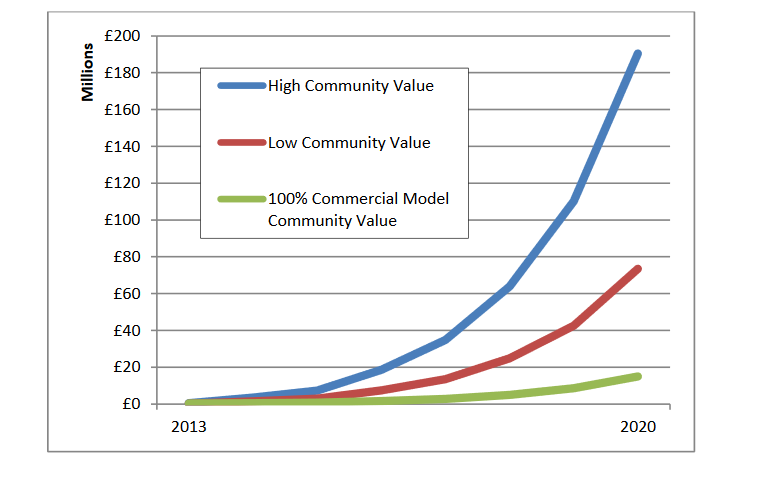 Millions
£200
£180
£160
£140
£120
£100
£80
£60
£40
£20
£0
High Community Value
Low Community Value
100% Commercial Model
Community Value
2013
2020